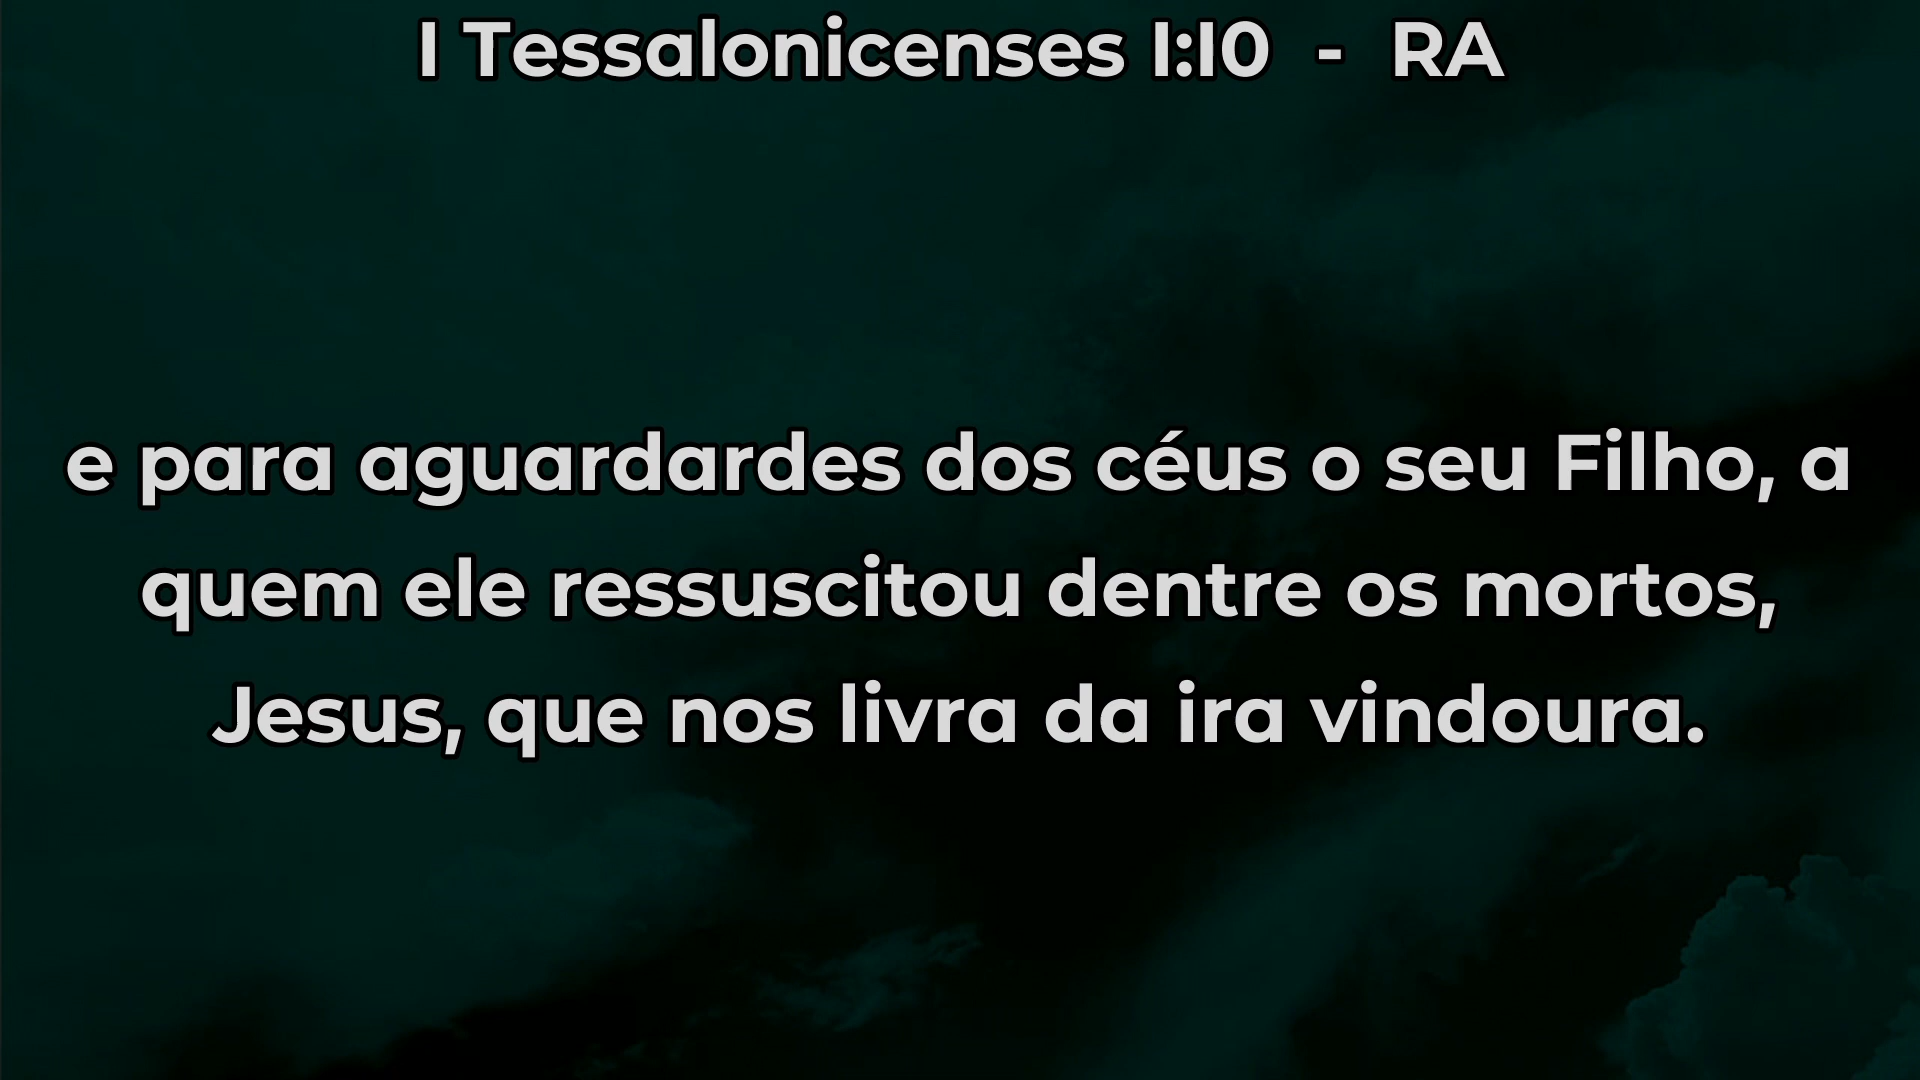 1 Tessalonicenses 1:10 - RA
e para aguardardes dos céus o seu Filho, a
quem ele ressuscitou dentre os mortos,
Jesus, que nos livra da ira vindoura.